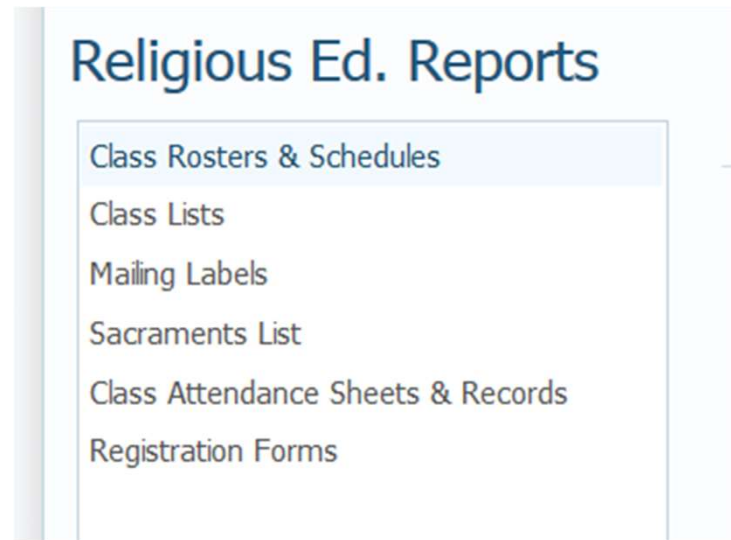 Religious Ed. Reports
Class Rosters & Schedules
Class Lists
Mailing Labels
Sacraments List
Class Attendance Sheets & Records
Registration Forms